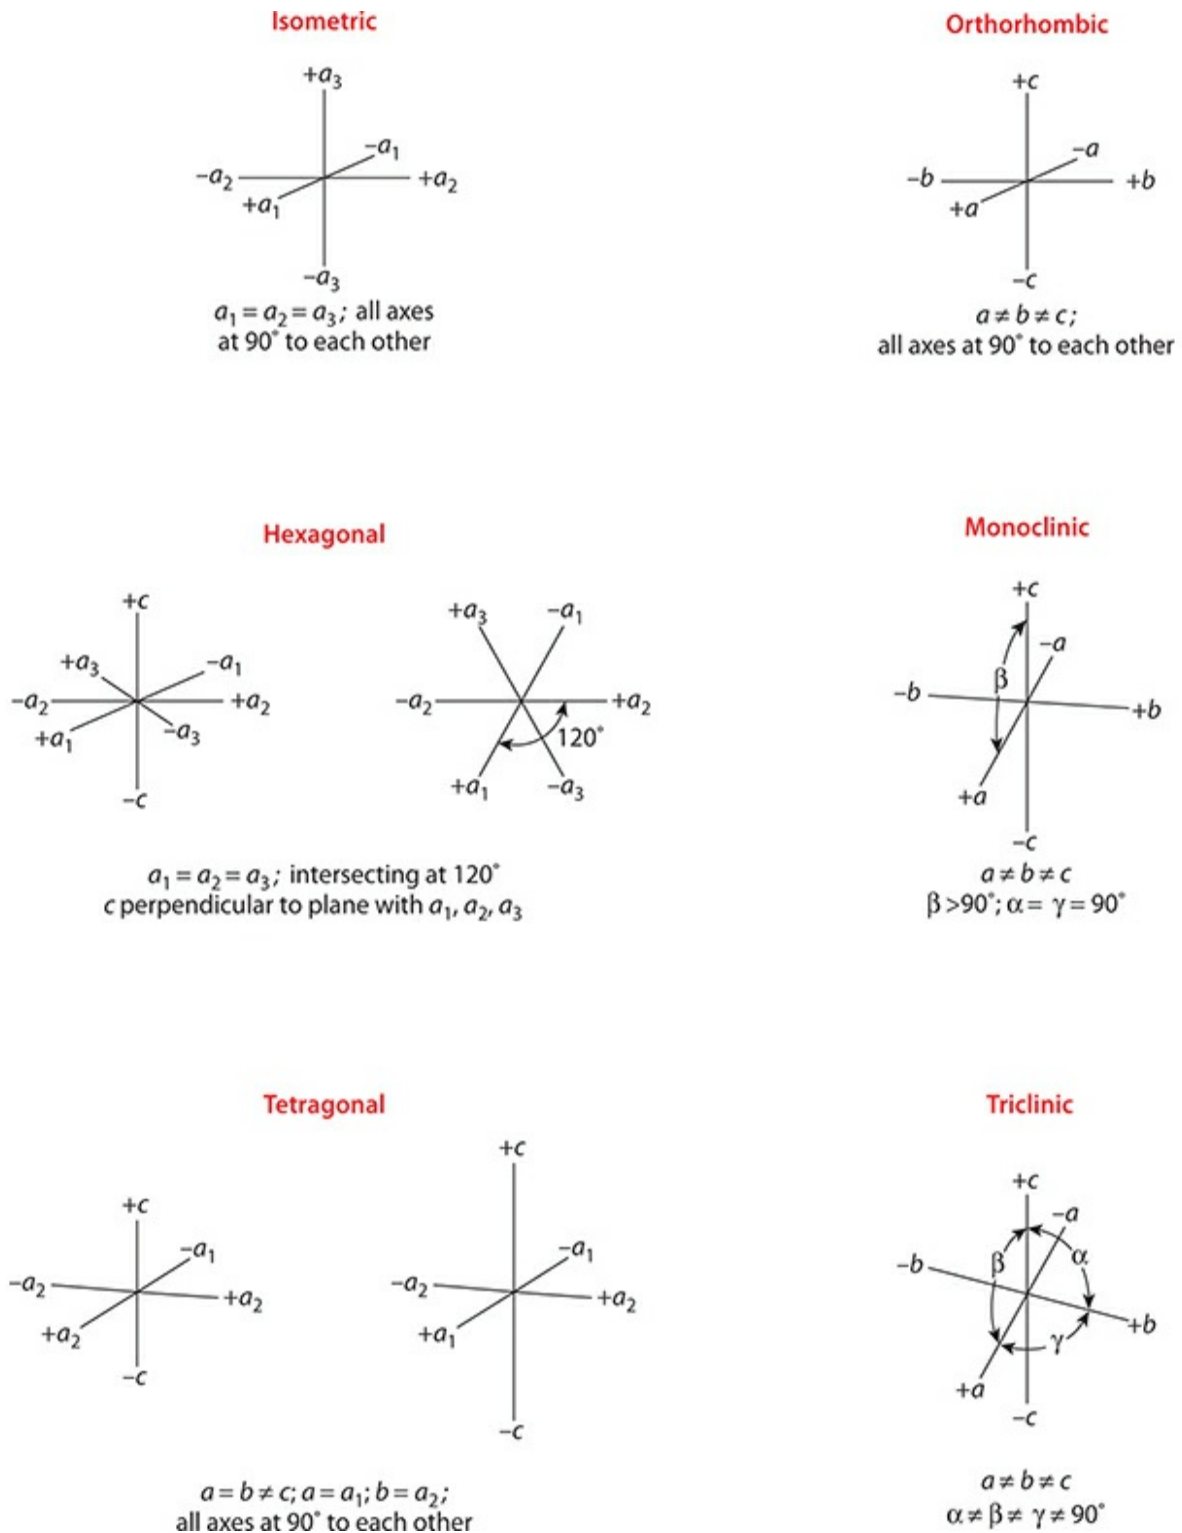 Isometric
+a₃
−a₁
−a₂
+a₂
+a₁
−a₃
a₁ = a₂ = a₃; all axes
at 90° to each other
Orthorhombic
+c
−a
−b
+b
+a
−c
a ≠ b ≠ c;
all axes at 90° to each other
Hexagonal
+c
+a₃
−a₁
−a₂
+a₂
+a₁
−a₃
−c
+a₃
−a₁
−a₂
+a₂
120°
+a₁
−a₃
a₁ = a₂ = a₃; intersecting at 120°
c perpendicular to plane with a₁, a₂, a₃
Monoclinic
+c
−a
β
−b
+b
+a
−c
a ≠ b ≠ c
β >90°; α = γ = 90°
Tetragonal
+c
−a₁
−a₂
+a₂
+a₂
−c
+c
−a₁
−a₂
+a₂
+a₁
−c
a = b ≠ c; a = a₁; b = a₂;
all axes at 90° to each other
Triclinic
+c
−a
β
α
−b
+b
γ
+a
−c
a ≠ b ≠ c
α ≠ β ≠ γ ≠ 90°